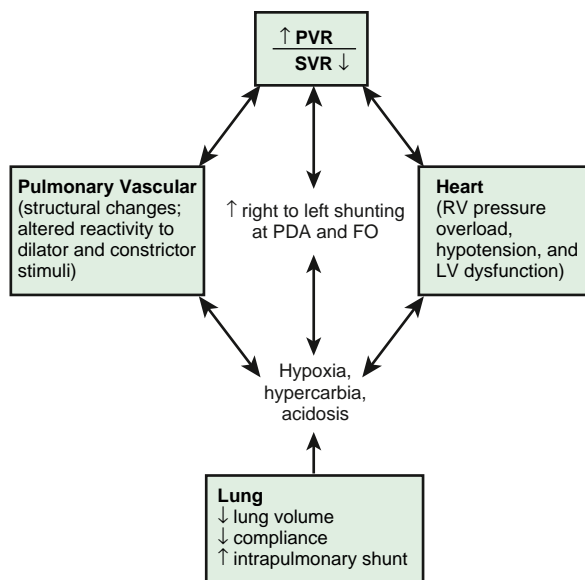 ↑ PVR
SVR ↓
Pulmonary Vascular
(structural changes;
altered reactivity to
dilator and constrictor
stimuli)
↑ right to left shunting
at PDA and FO
Heart
(RV pressure
overload,
hypotension, and
LV dysfunction)
Hypoxia,
hypercarbia,
acidosis
Lung
↓ lung volume
↓ compliance
↑ intrapulmonary shunt